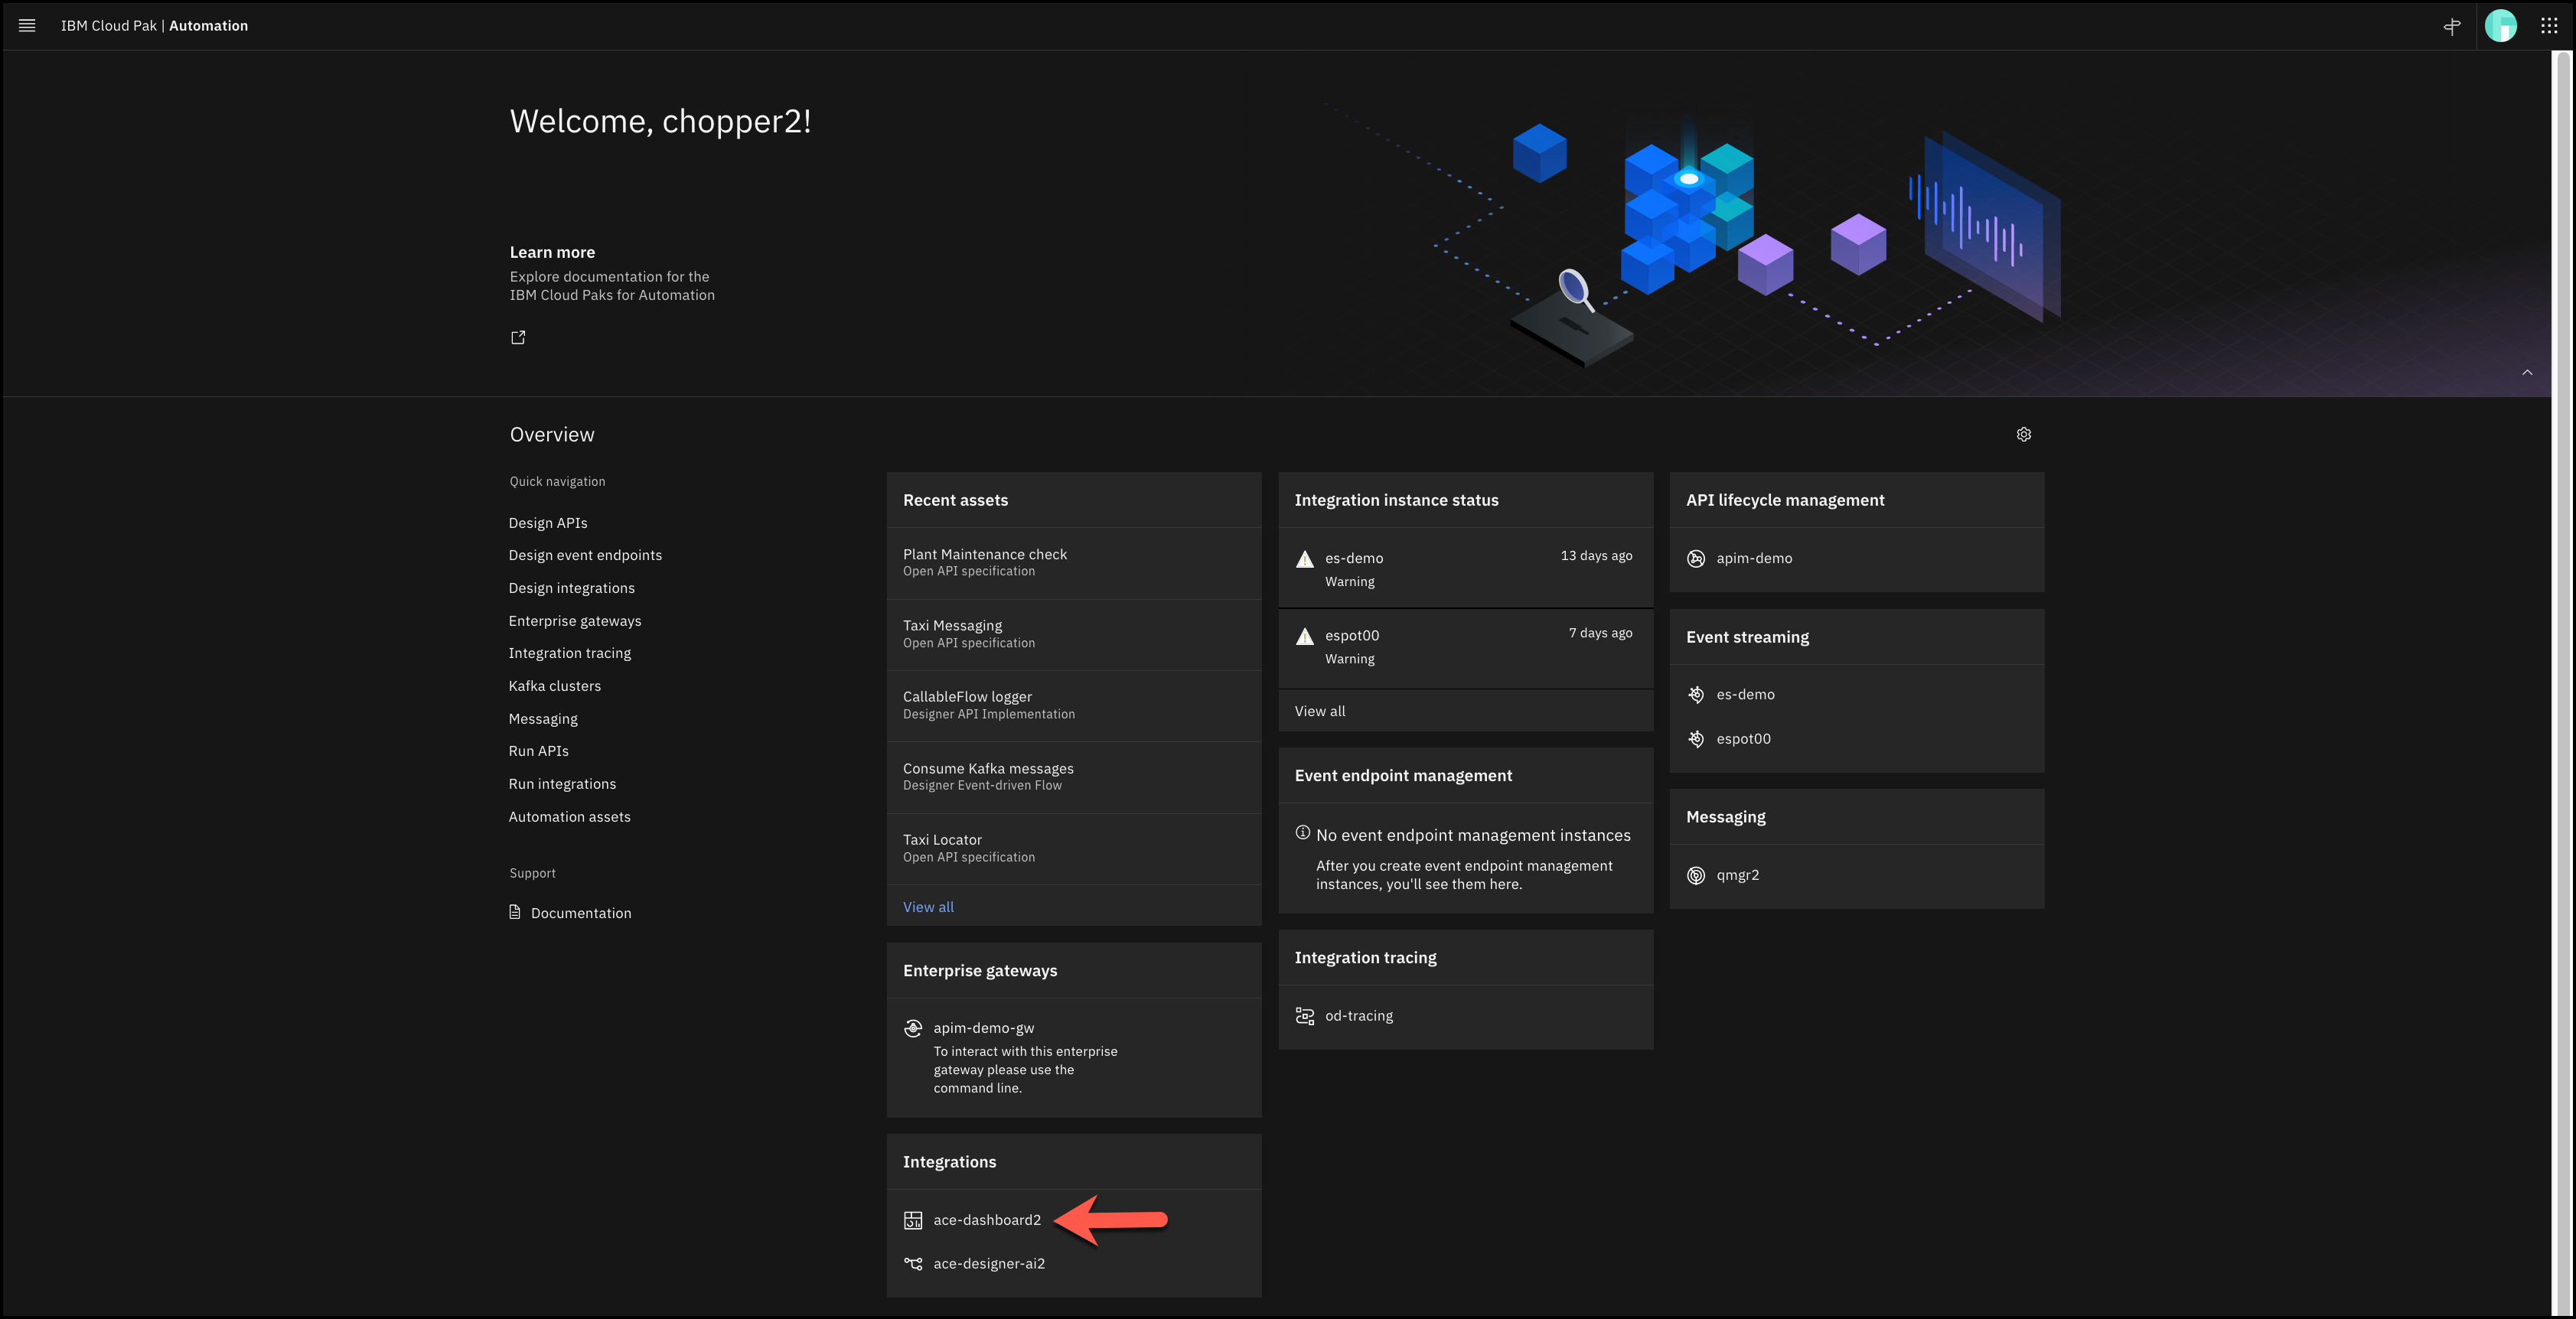 IBM Cloud Pak | Automation
Welcome, chopper2!
Learn more
Explore documentation for the
IBM Cloud Paks for Automation
Overview
Quick navigation
Design APIs
Design event endpoints
Design integrations
Enterprise gateways
Integration tracing
Kafka clusters
Messaging
Run APIs
Run integrations
Automation assets
Support
Documentation
Recent assets
Plant Maintenance check
Open API specification
Taxi Messaging
Open API specification
CallableFlow logger
Designer API Implementation
Consume Kafka messages
Designer Event-driven Flow
Taxi Locator
Open API specification
View all
Enterprise gateways
apim-demo-gw
To interact with this enterprise
gateway please use the
command line.
Integrations
ace-dashboard2
ace-designer-ai2
Integration instance status
es-demo 13 days ago
Warning
espot00 7 days ago
Warning
View all
Event endpoint management
No event endpoint management instances
After you create event endpoint management
instances, you'll see them here.
Integration tracing
od-tracing
API lifecycle management
apim-demo
Event streaming
es-demo
espot00
Messaging
qmgr2